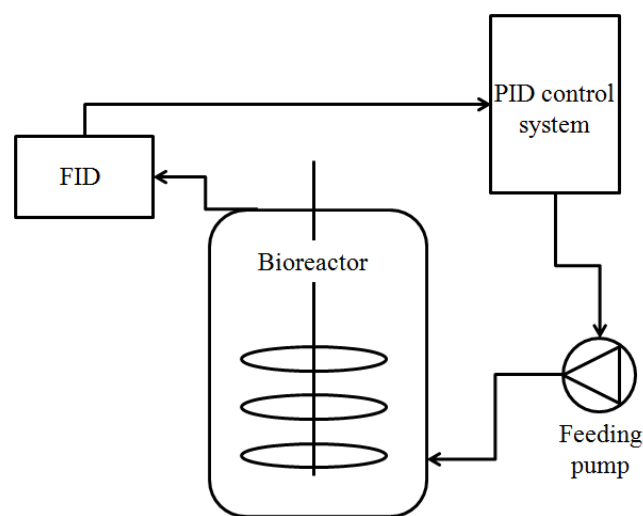 PID control
system
FID
Bioreactor
Feeding
pump